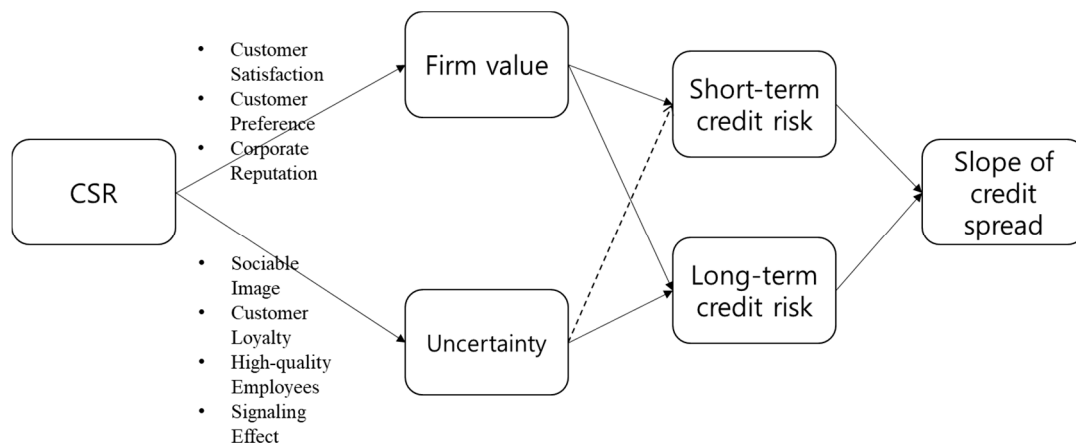 CSR
• Customer
Satisfaction
• Customer
Preference
• Corporate
Reputation
• Sociable
Image
• Customer
Loyalty
• High-quality
Employees
• Signaling
Effect
Firm value
Uncertainty
Short-term
credit risk
Long-term
credit risk
Slope of
credit
spread